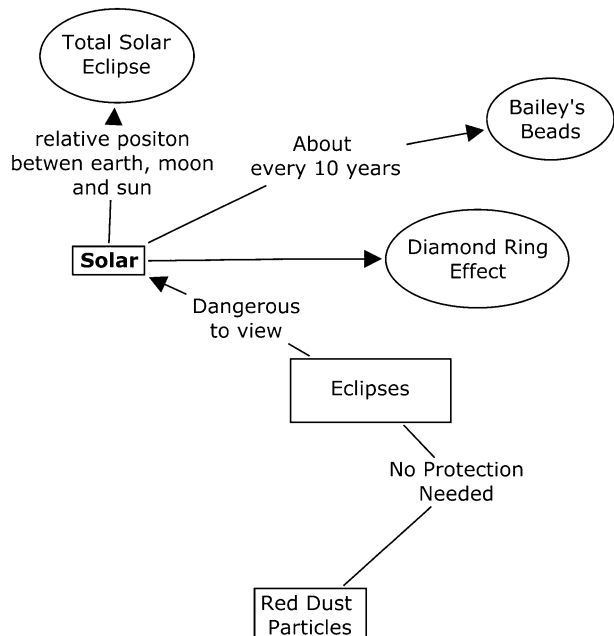 Total Solar
Eclipse
relative positon
betwen earth, moon
and sun
About
every 10 years
Bailey's
Beads
Solar
Diamond Ring
Effect
Dangerous
to view
Eclipses
No Protection
Needed
Red Dust
Particles